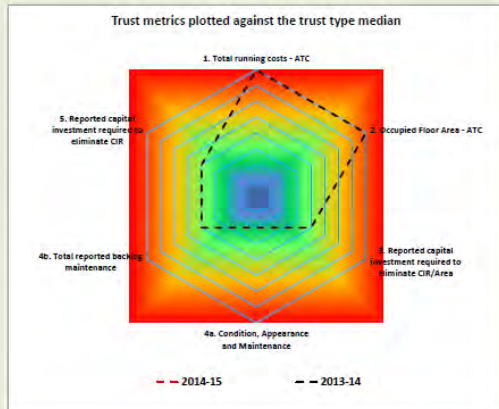 Trust metrics plotted against the trust type median
1. Total running costs - ATC
5. Reported capital
investment required to
eliminate CIR
2. Occupied Floor Area - ATC
4b. Total reported backlog
maintenance
3. Reported capital
investment required to
eliminate CIR/Area
4a. Condition, Appearance
and Maintenance
2014-15
2013-14